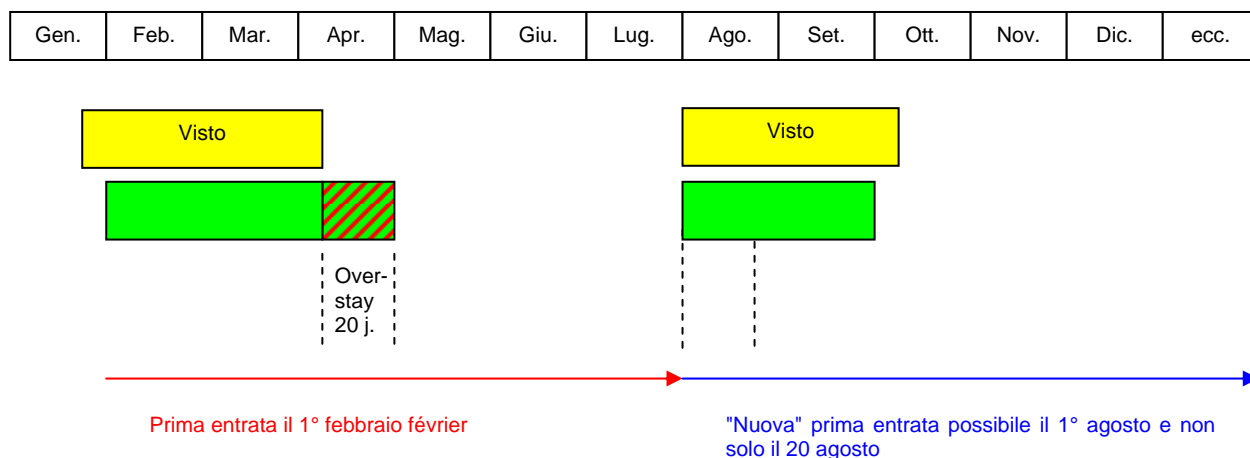 Gen. Feb. Mar. Apr. Mag. Giu. Lug. Ago. Set. Ott. Nov. Dic. ecc.
Visto Visto
Over-
stay
20 j.
Prima entrata il 1° febbraio février
"Nuova" prima entrata possibile il 1° agosto e non
solo il 20 agosto